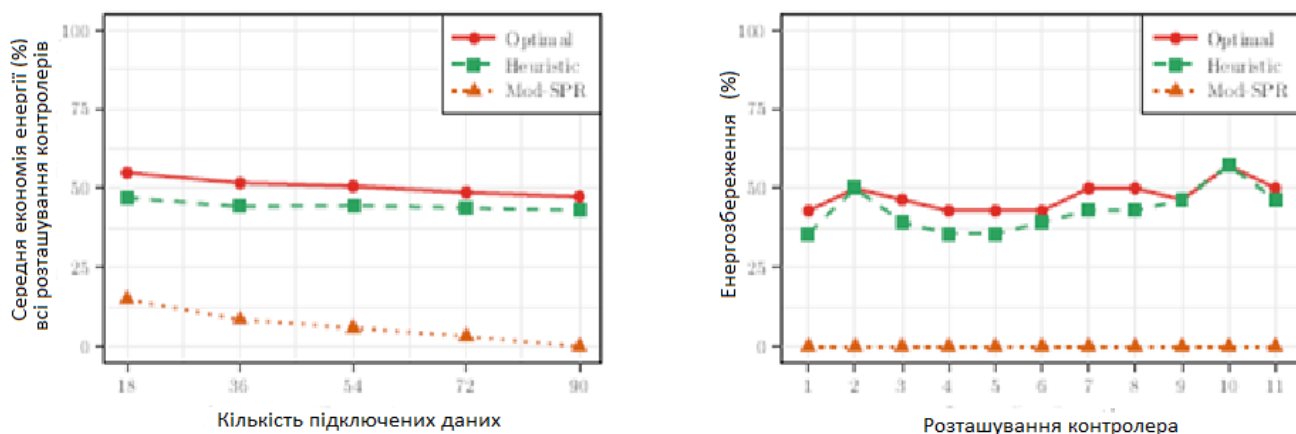 Середня економія енергії (%)
всі розташування контролерів
100
75
50
25
0
18 36 54 72 90
Кількість підключених даних
Optimal
Heuristic
Mod-SPR
Енергозбереження (%)
100
75
50
25
0
1 2 3 4 5 6 7 8 9 10 11
Розташування контролера
Optimal
Heuristic
Mod-SPR